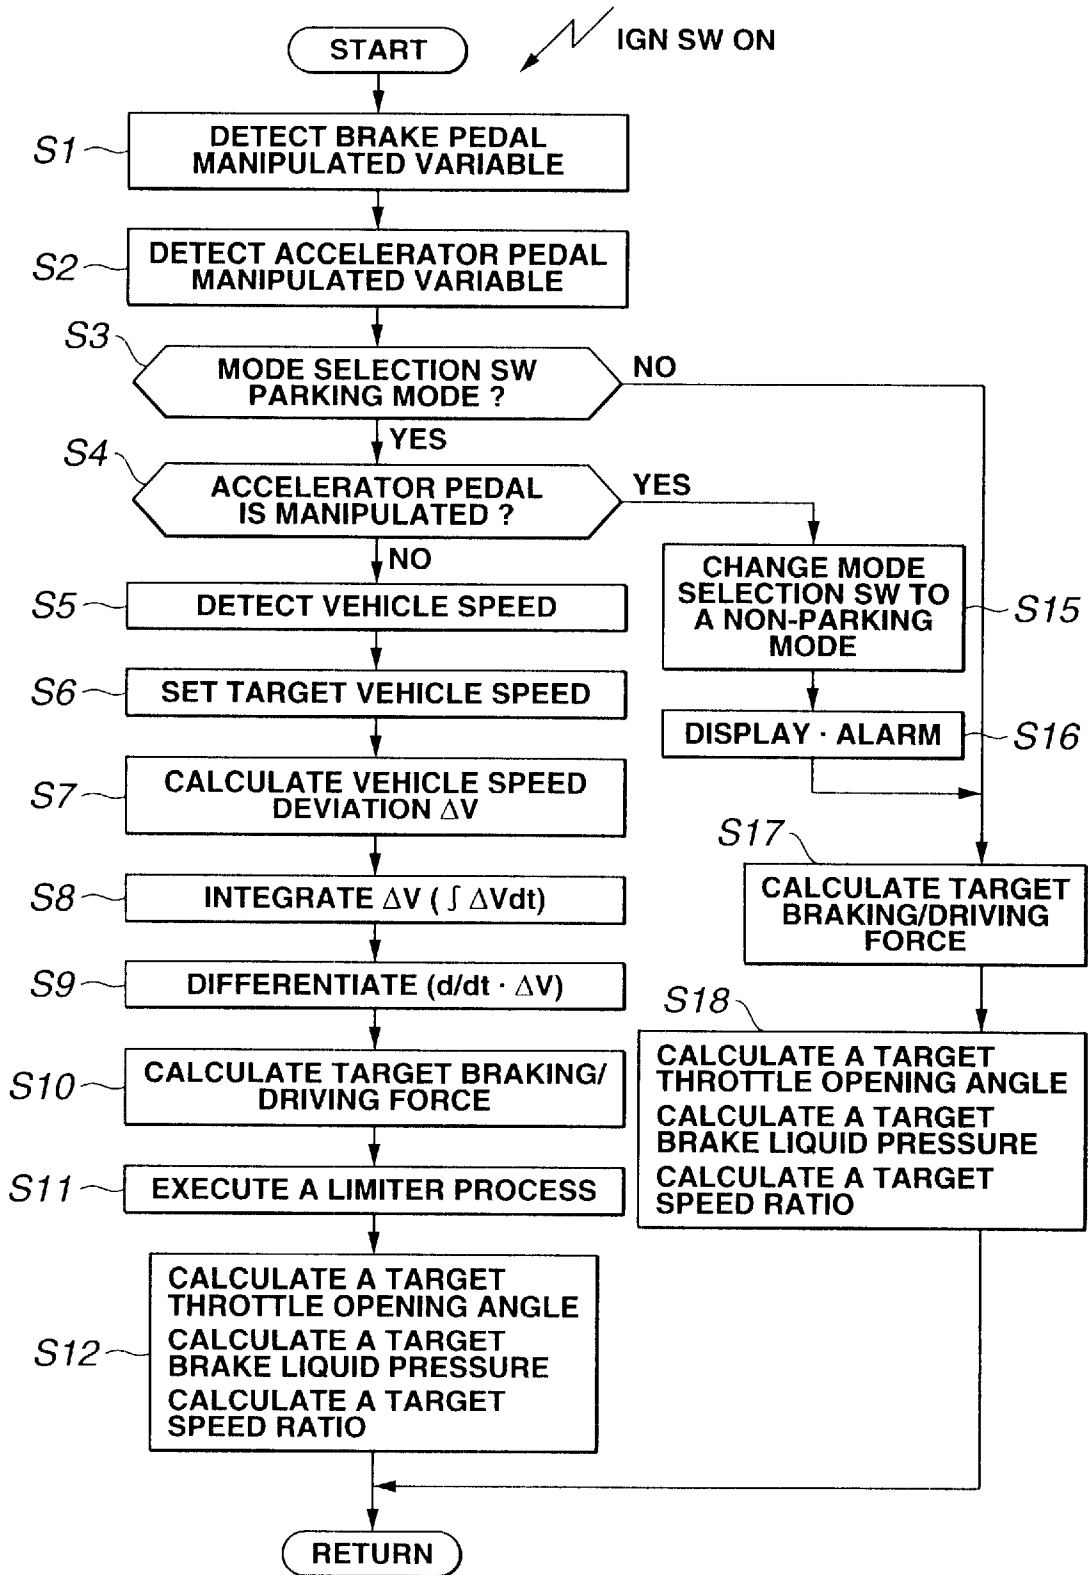 START
IGN SW ON
S1
DETECT BRAKE PEDAL
MANIPULATED VARIABLE
S2
DETECT ACCELERATOR PEDAL
MANIPULATED VARIABLE
S3
MODE SELECTION SW
PARKING MODE ?
NO
YES
S4
ACCELERATOR PEDAL
IS MANIPULATED ?
YES
NO
CHANGE MODE
SELECTION SW TO
A NON-PARKING
MODE
S15
S5
DETECT VEHICLE SPEED
S6
SET TARGET VEHICLE SPEED
DISPLAY · ALARM
S16
S7
CALCULATE VEHICLE SPEED
DEVIATION ΔV
S8
INTEGRATE ΔV ( ∫ ΔVdt)
S17
CALCULATE TARGET
BRAKING/DRIVING
FORCE
S9
DIFFERENTIATE (d/dt · ΔV)
S10
CALCULATE TARGET BRAKING/
DRIVING FORCE
S18
CALCULATE A TARGET
THROTTLE OPENING ANGLE
CALCULATE A TARGET
BRAKE LIQUID PRESSURE
CALCULATE A TARGET
SPEED RATIO
S11
EXECUTE A LIMITER PROCESS
S12
CALCULATE A TARGET
THROTTLE OPENING ANGLE
CALCULATE A TARGET
BRAKE LIQUID PRESSURE
CALCULATE A TARGET
SPEED RATIO
RETURN